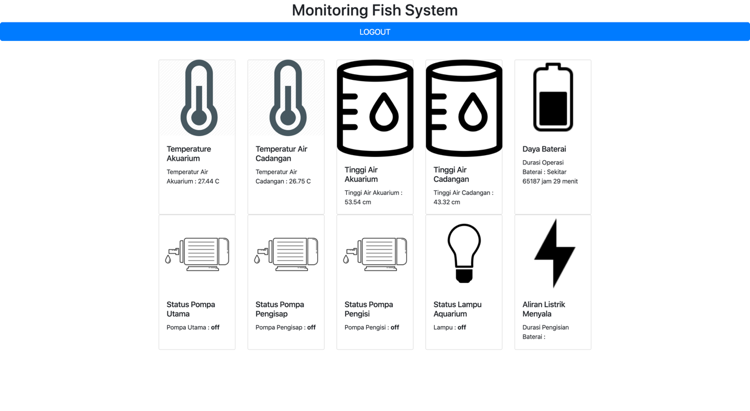 Monitoring Fish System
LOGOUT
Temperature
Akuarium
Temperatur Air
Akuarium : 27.44 C
Temperatur Air
Cadangan
Temperatur Air
Cadangan : 26.75 C
Tinggi Air
Akuarium
Tinggi Air Akuarium :
53.54 cm
Tinggi Air
Cadangan
Tinggi Air Cadangan :
43.32 cm
Daya Baterai
Durasi Operasi
Baterai : Sekitar
65187 jam 29 menit
Status Pompa
Utama
Pompa Utama : off
Status Pompa
Pengisap
Pompa Pengisap : off
Status Pompa
Pengisi
Pompa Pengisi : off
Status Lampu
Aquarium
Lampu : off
Aliran Listrik
Menyala
Durasi Pengisian
Baterai :